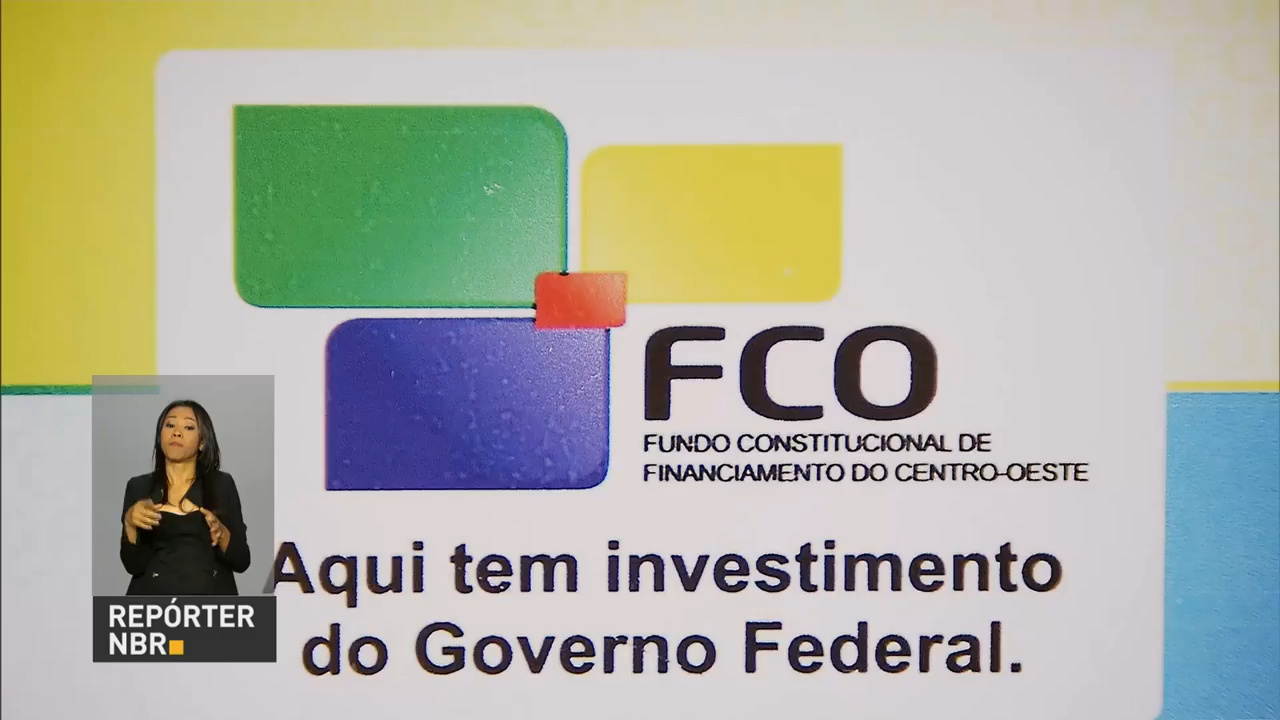 FCO
FUNDO CONSTITUCIONAL DE
FINANCIAMENTO DO CENTRO-OESTE
Aqui tem investimento
do Governo Federal.
REPÓRTER
NBR